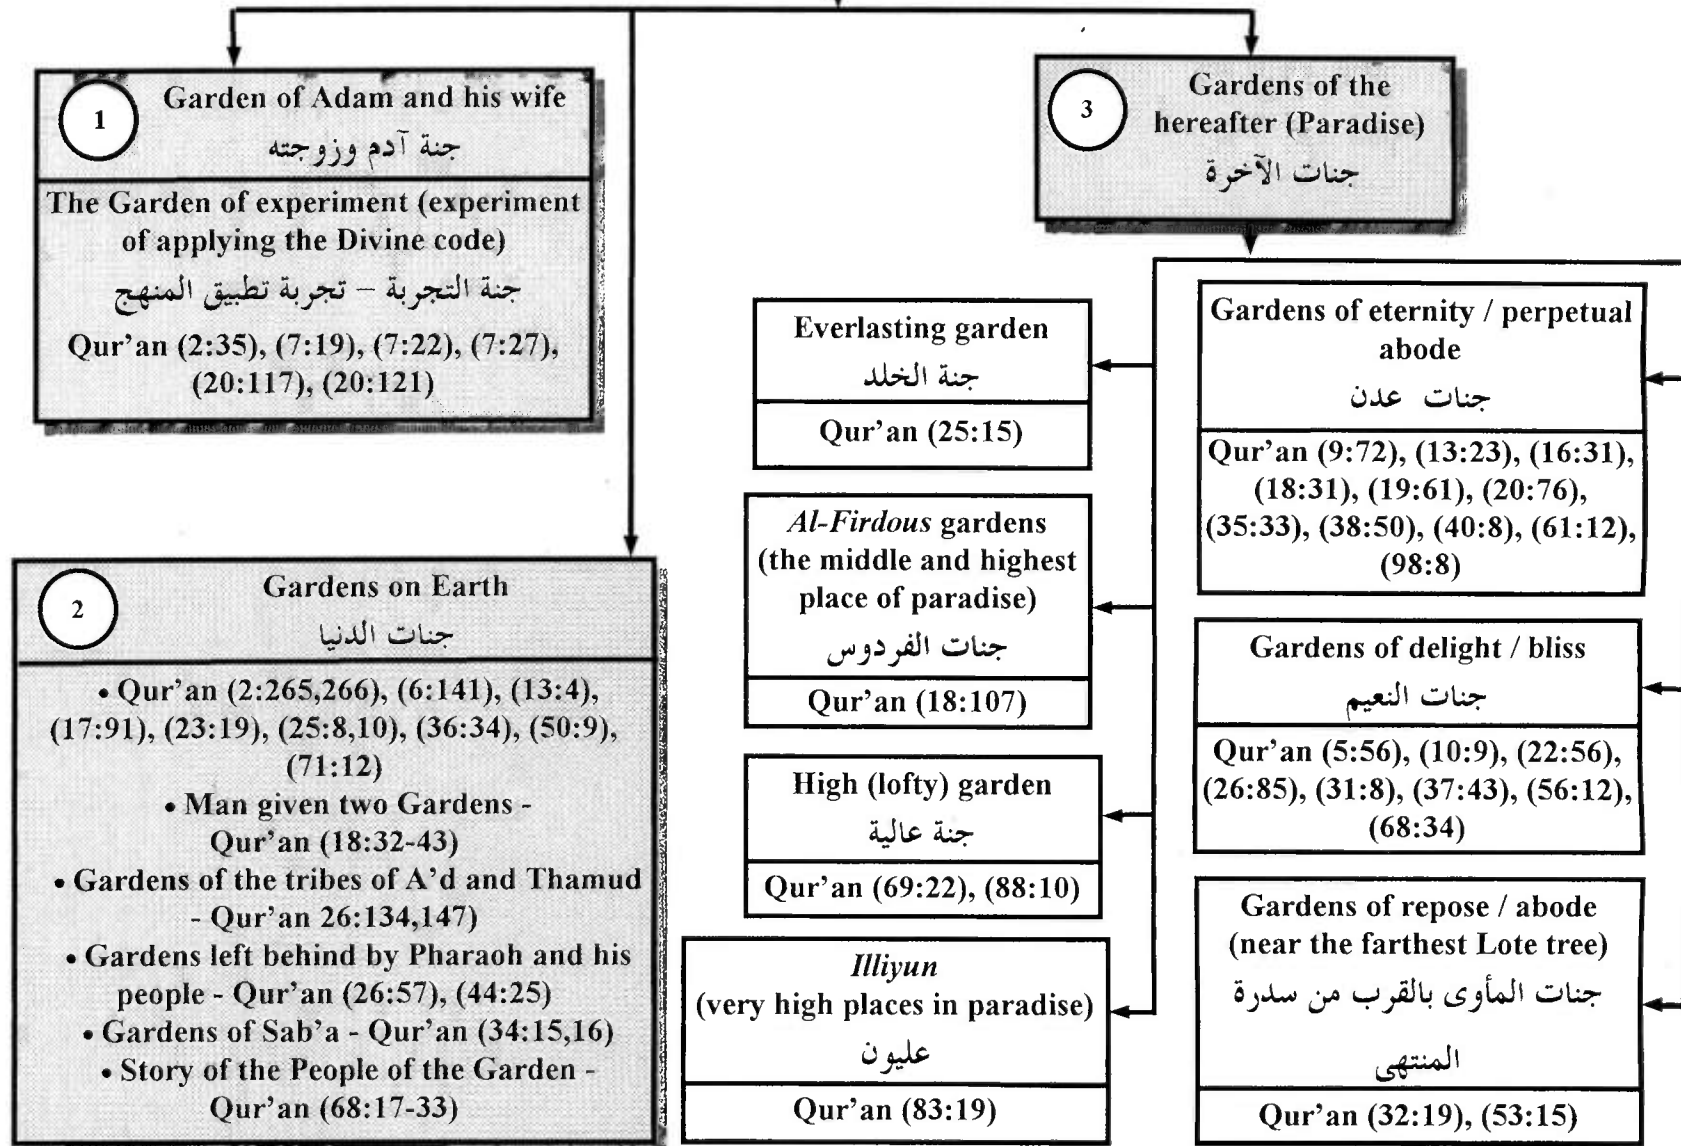 1
Garden of Adam and his wife
جنة آدم وزوجته
The Garden of experiment (experiment
of applying the Divine code)
جنة التجربة – تجربة تطبيق المنهج
Qur'an (2:35), (7:19), (7:22), (7:27),
(20:117), (20:121)
2
Gardens on Earth
جنات الدنيا
• Qur'an (2:265,266), (6:141), (13:4),
(17:91), (23:19), (25:8,10), (36:34), (50:9),
(71:12)
• Man given two Gardens -
Qur'an (18:32-43)
• Gardens of the tribes of A'd and Thamud
- Qur'an 26:134,147)
• Gardens left behind by Pharaoh and his
people - Qur'an (26:57), (44:25)
• Gardens of Sab'a - Qur'an (34:15,16)
• Story of the People of the Garden -
Qur'an (68:17-33)
3
Gardens of the
hereafter (Paradise)
جنات الآخرة
Everlasting garden
جنة الخلد
Qur'an (25:15)
Al-Firdous gardens
(the middle and highest
place of paradise)
جنات الفردوس
Qur'an (18:107)
High (lofty) garden
جنة عالية
Qur'an (69:22), (88:10)
Illiyun
(very high places in paradise)
عليون
Qur'an (83:19)
Gardens of eternity / perpetual
abode
جنات عدن
Qur'an (9:72), (13:23), (16:31),
(18:31), (19:61), (20:76),
(35:33), (38:50), (40:8), (61:12),
(98:8)
Gardens of delight / bliss
جنات النعيم
Qur'an (5:56), (10:9), (22:56),
(26:85), (31:8), (37:43), (56:12),
(68:34)
Gardens of repose / abode
(near the farthest Lote tree)
جنات المأوى بالقرب من سدرة
المنتهى
Qur'an (32:19), (53:15)